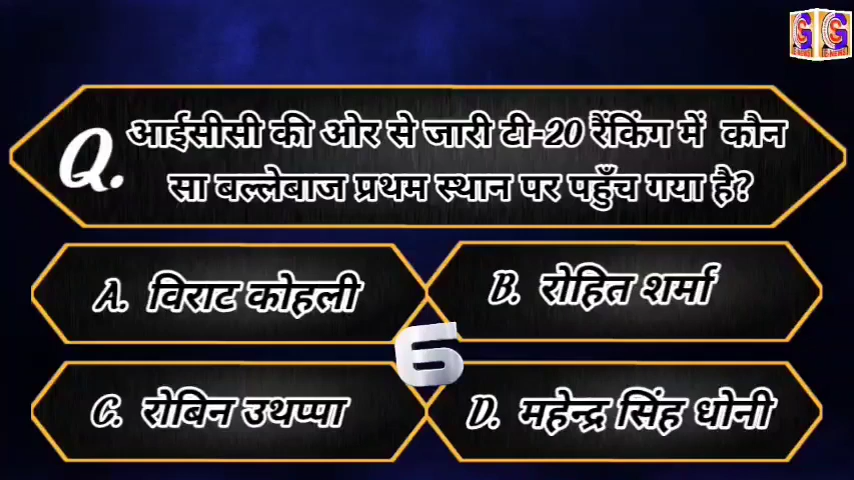 Q. आईसीसी की ओर से जारी टी-20 रैंकिंग में कौन
सा बल्लेबाज प्रथम स्थान पर पहुँच गया है?
A. विराट कोहली
B. रोहित शर्मा
6
C. रोबिन उथप्पा
D. महेन्द्र सिंह धोनी